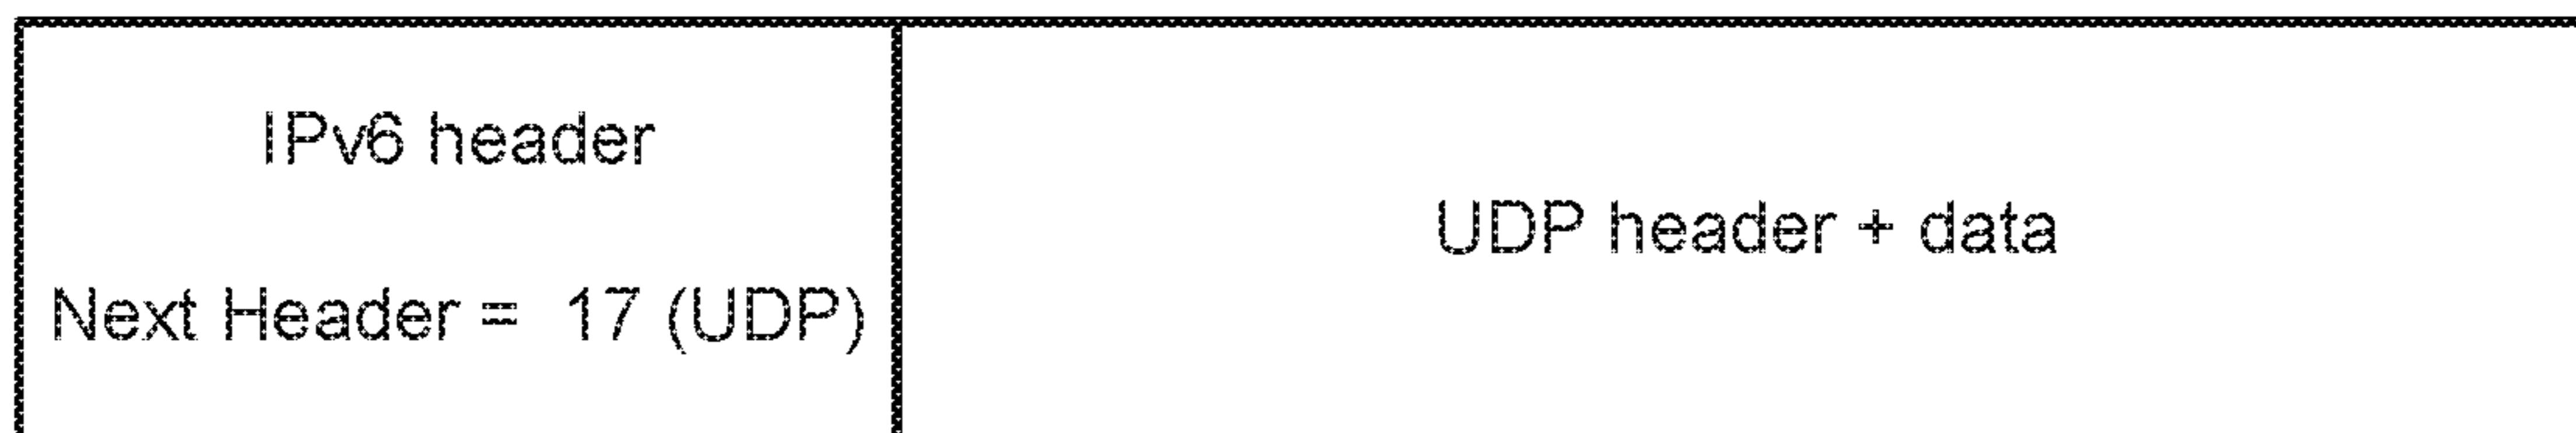 IPv6 header
Next Header =  17 (UDP)
UDP header + data